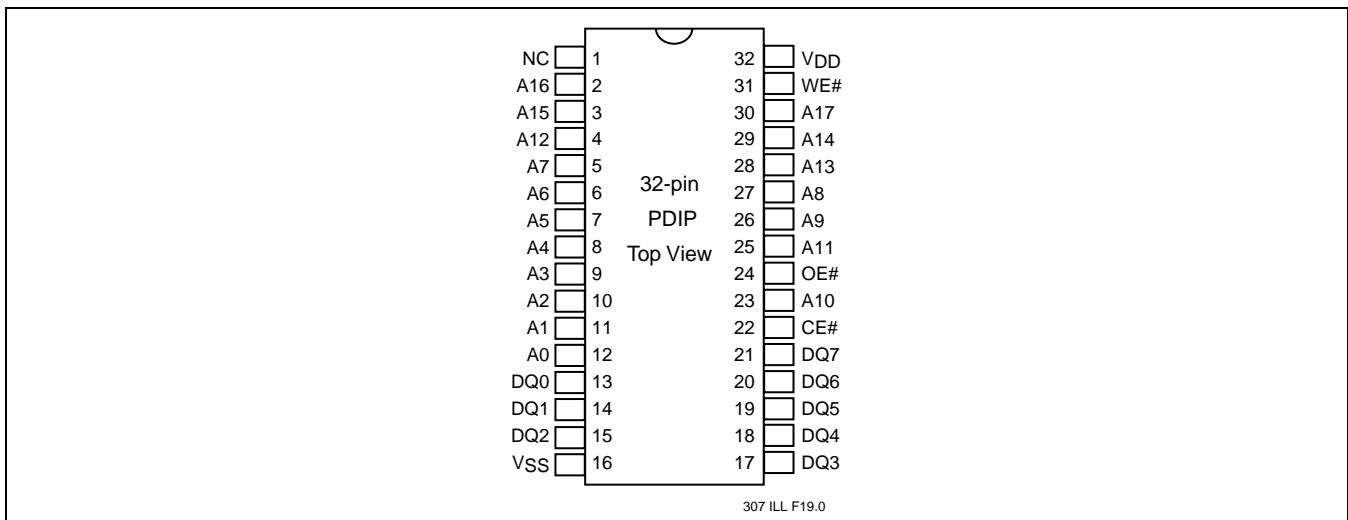 NC 1 32 VDD
A16 2 31 WE#
A15 3 30 A17
A12 4 29 A14
A7 5 28 A13
A6 6 32-pin 27 A8
A5 7 PDIP 26 A9
A4 8 Top View 25 A11
A3 9 24 OE#
A2 10 23 A10
A1 11 22 CE#
A0 12 21 DQ7
DQ0 13 20 DQ6
DQ1 14 19 DQ5
DQ2 15 18 DQ4
VSS 16 17 DQ3
307 ILL F19.0